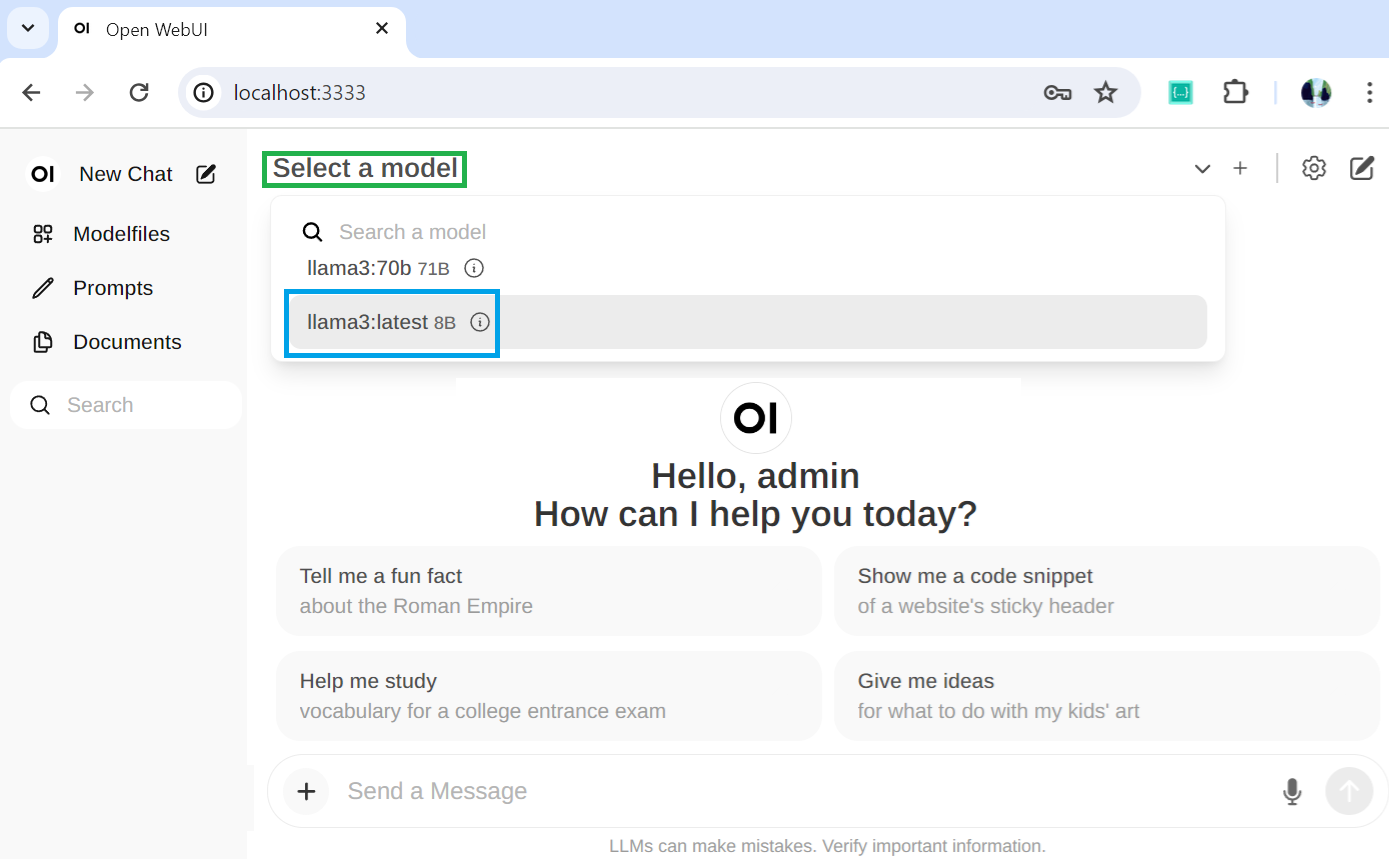 OI Open WebUI
localhost:3333
OI New Chat
Modelfiles
Prompts
Documents
Search
Select a model
Search a model
llama3:70b 71B
llama3:latest 8B
OI
Hello, admin
How can I help you today?
Tell me a fun fact
about the Roman Empire
Show me a code snippet
of a website's sticky header
Help me study
vocabulary for a college entrance exam
Give me ideas
for what to do with my kids' art
Send a Message
LLMs can make mistakes. Verify important information.